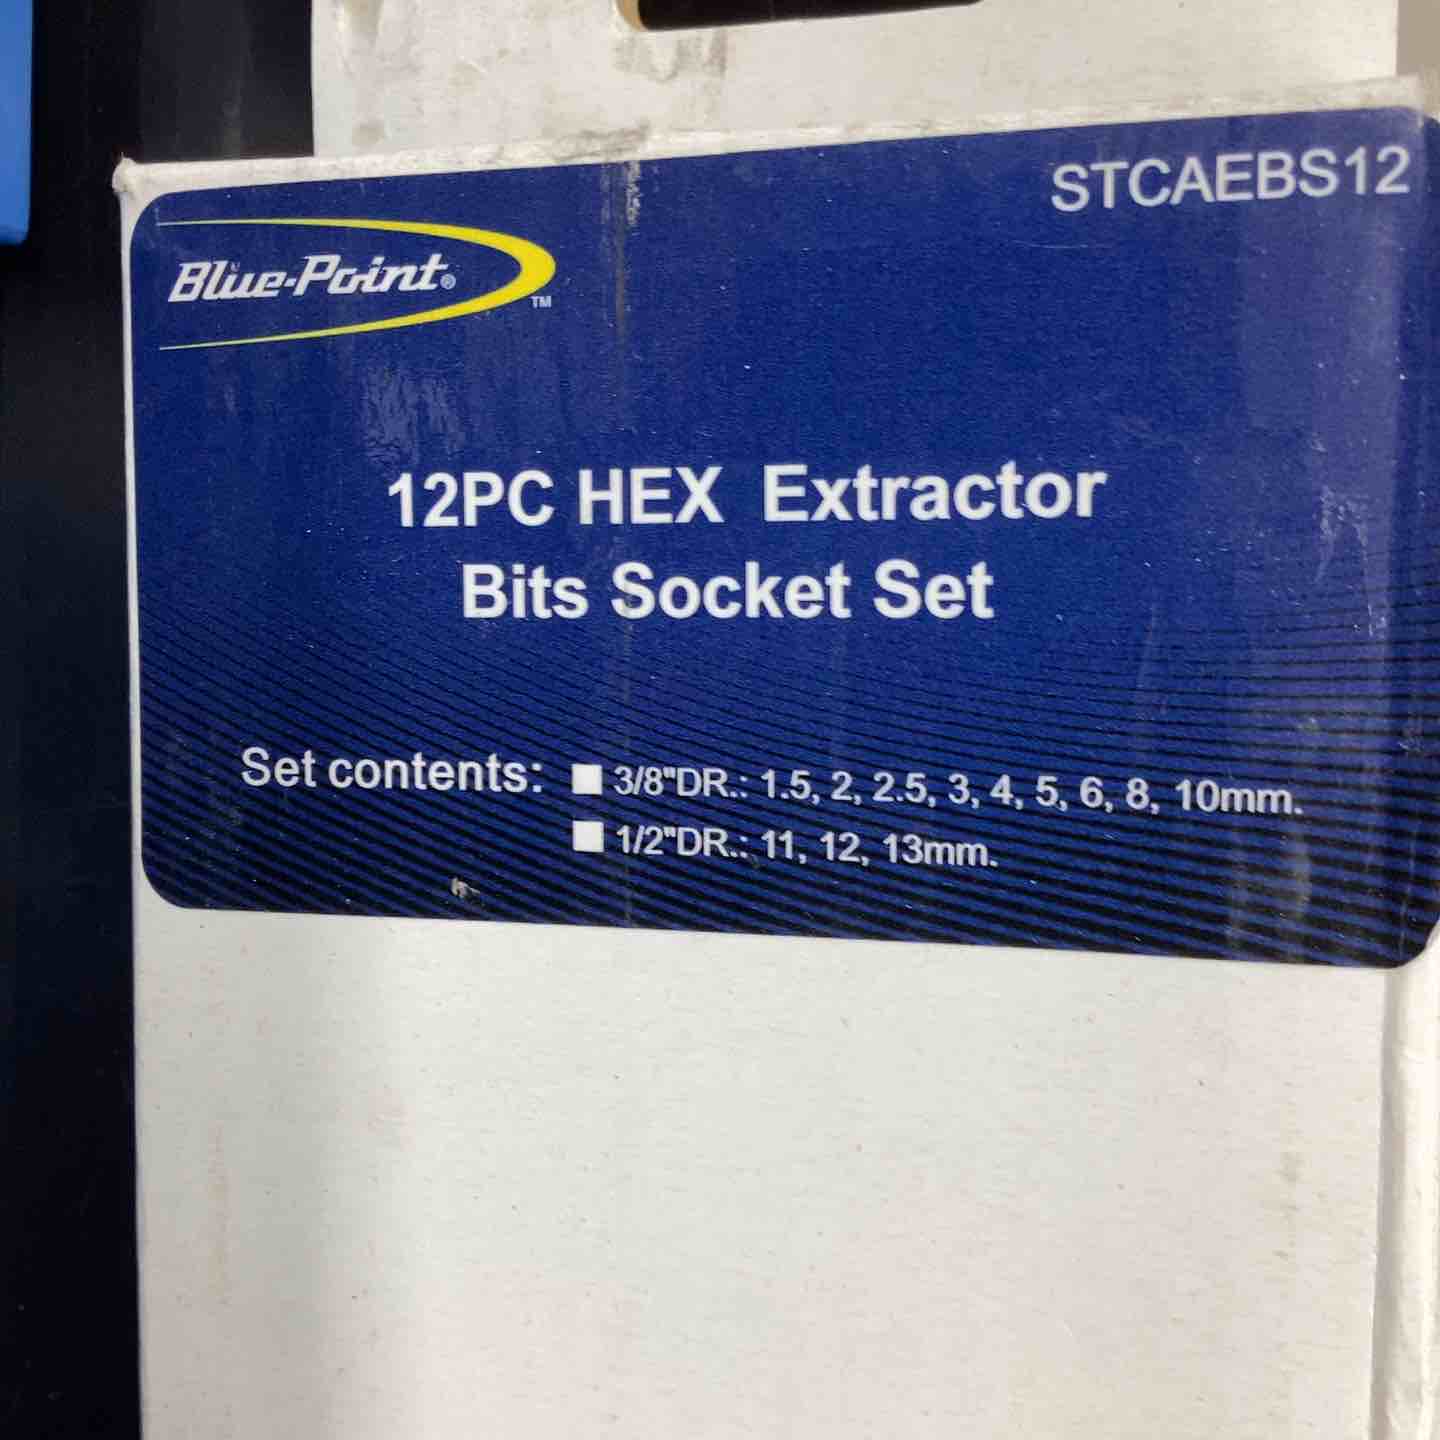 STCAEBS12
Blue-Point® ™
12PC HEX Extractor
Bits Socket Set
Set contents: ■ 3/8"DR.: 1.5, 2, 2.5, 3, 4, 5, 6, 8, 10mm.
■ 1/2"DR.: 11, 12, 13mm.